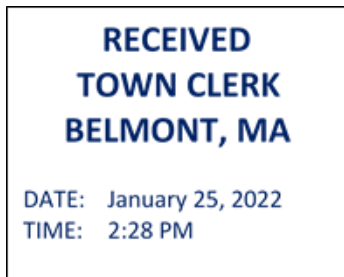 RECEIVED
TOWN CLERK
BELMONT, MA
DATE: January 25, 2022
TIME: 2:28 PM